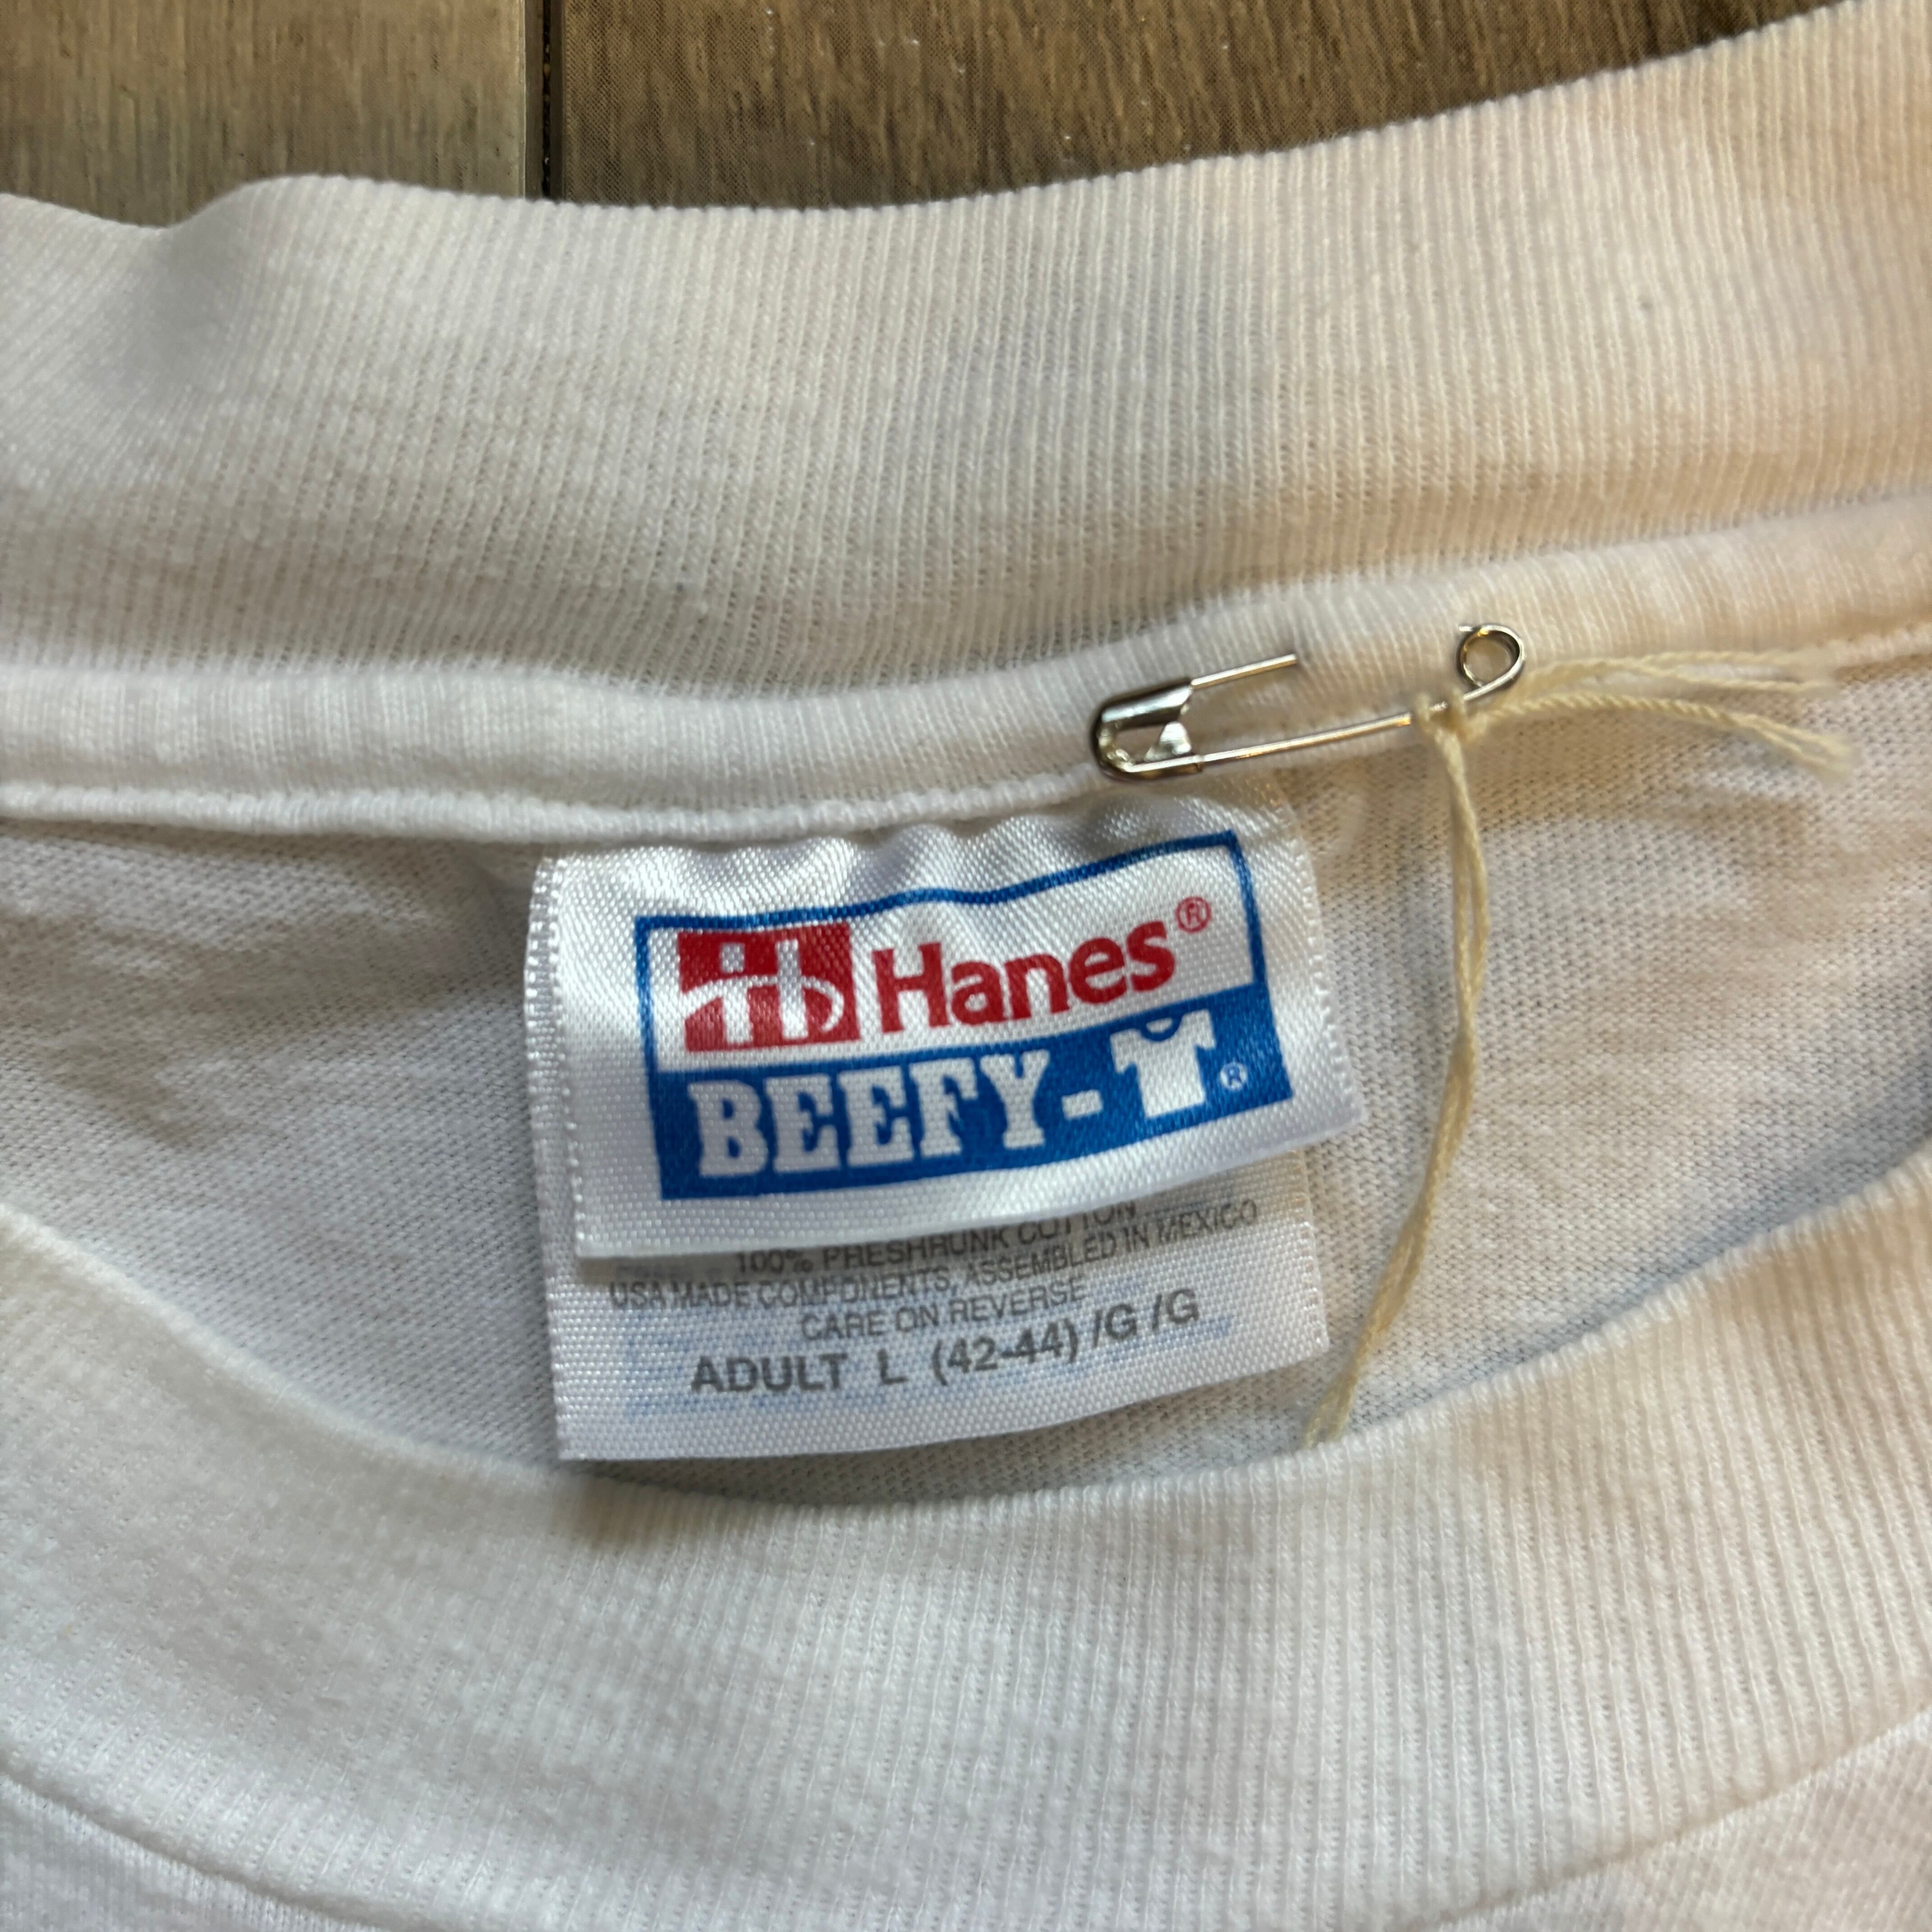 Hanes®
BEEFY-T®
100% PRESHRUNK COTTON
USA MADE COMPONENTS, ASSEMBLED IN MEXICO
CARE ON REVERSE
ADULT L (42-44) /G /G